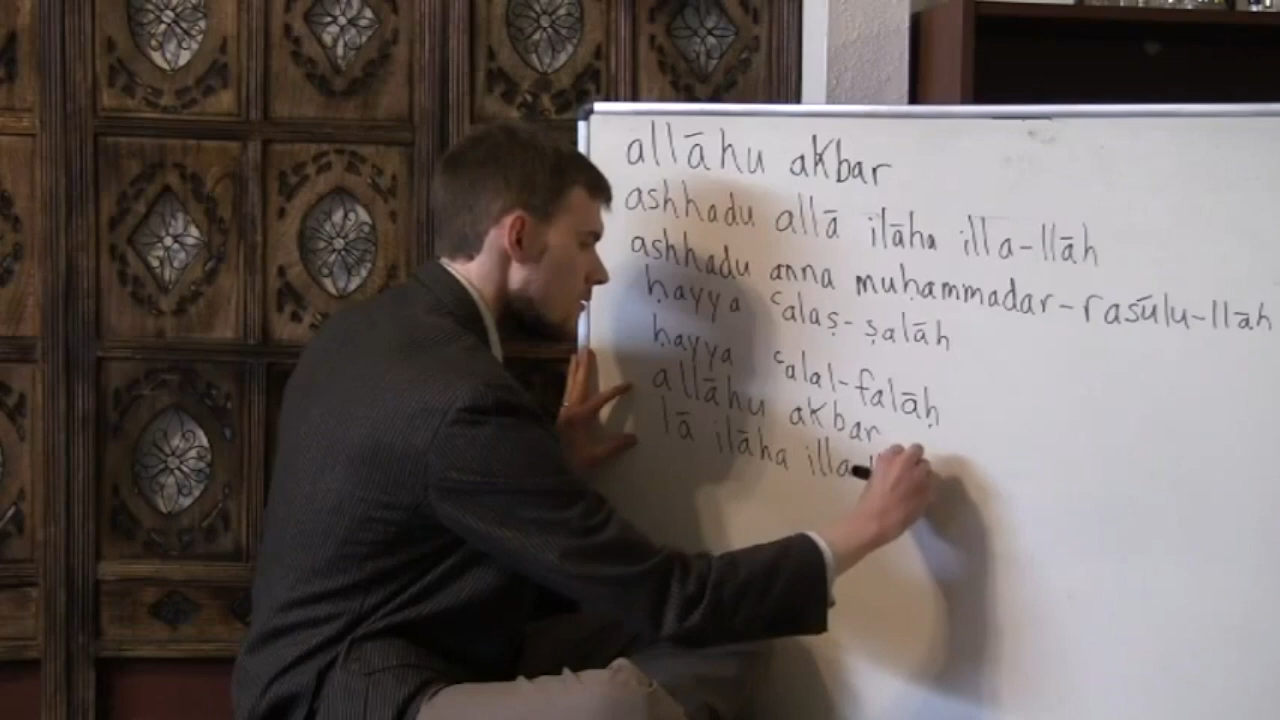 allāhu akbar
ashhadu allā ilāha illa-llāh
ashhadu anna muḥammadar-rasūlu-llāh
ḥayya ʿalaṣ-ṣalāh
ḥayya ʿalal-falāḥ
allāhu akbar
lā ilāha illa